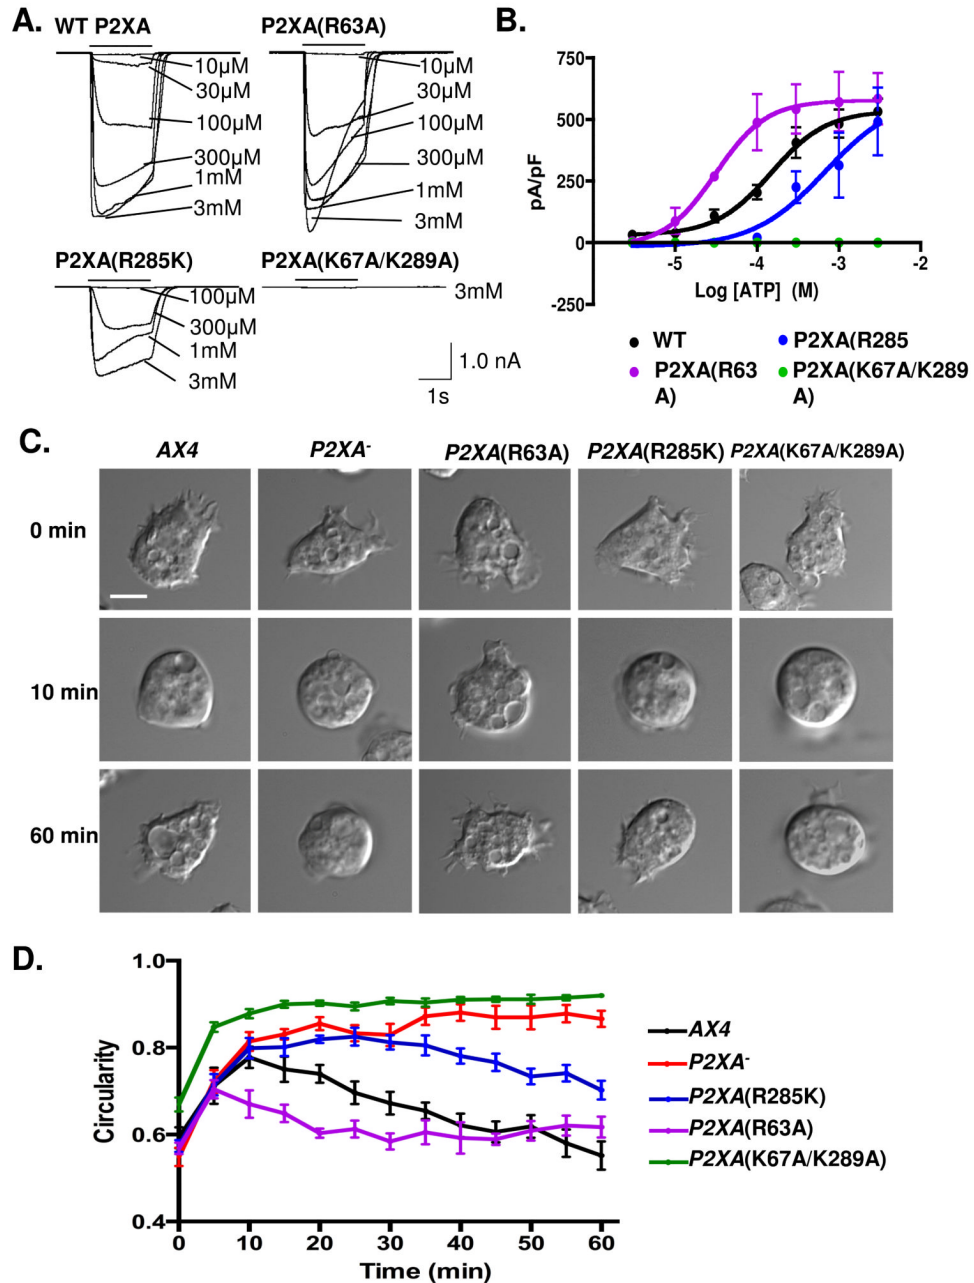 A.
WT P2XA
10µM
30µM
100µM
300µM
1mM
3mM
P2XA(R63A)
10µM
30µM
100µM
300µM
1mM
3mM
P2XA(R285K)
100µM
300µM
1mM
3mM
P2XA(K67A/K289A)
3mM
1.0 nA
1s
B.
750
500
250
0
-250
pA/pF
-5 -4 -3 -2
Log [ATP] (M)
WT
P2XA(R285
P2XA(R63
A)
P2XA(K67A/K289
A)
C.
AX4 P2XA- P2XA(R63A) P2XA(R285K) P2XA(K67A/K289A)
0 min
10 min
60 min
D.
1.0
0.8
0.6
0.4
Circularity
0 10 20 30 40 50 60
Time (min)
AX4
P2XA-
P2XA(R285K)
P2XA(R63A)
P2XA(K67A/K289A)